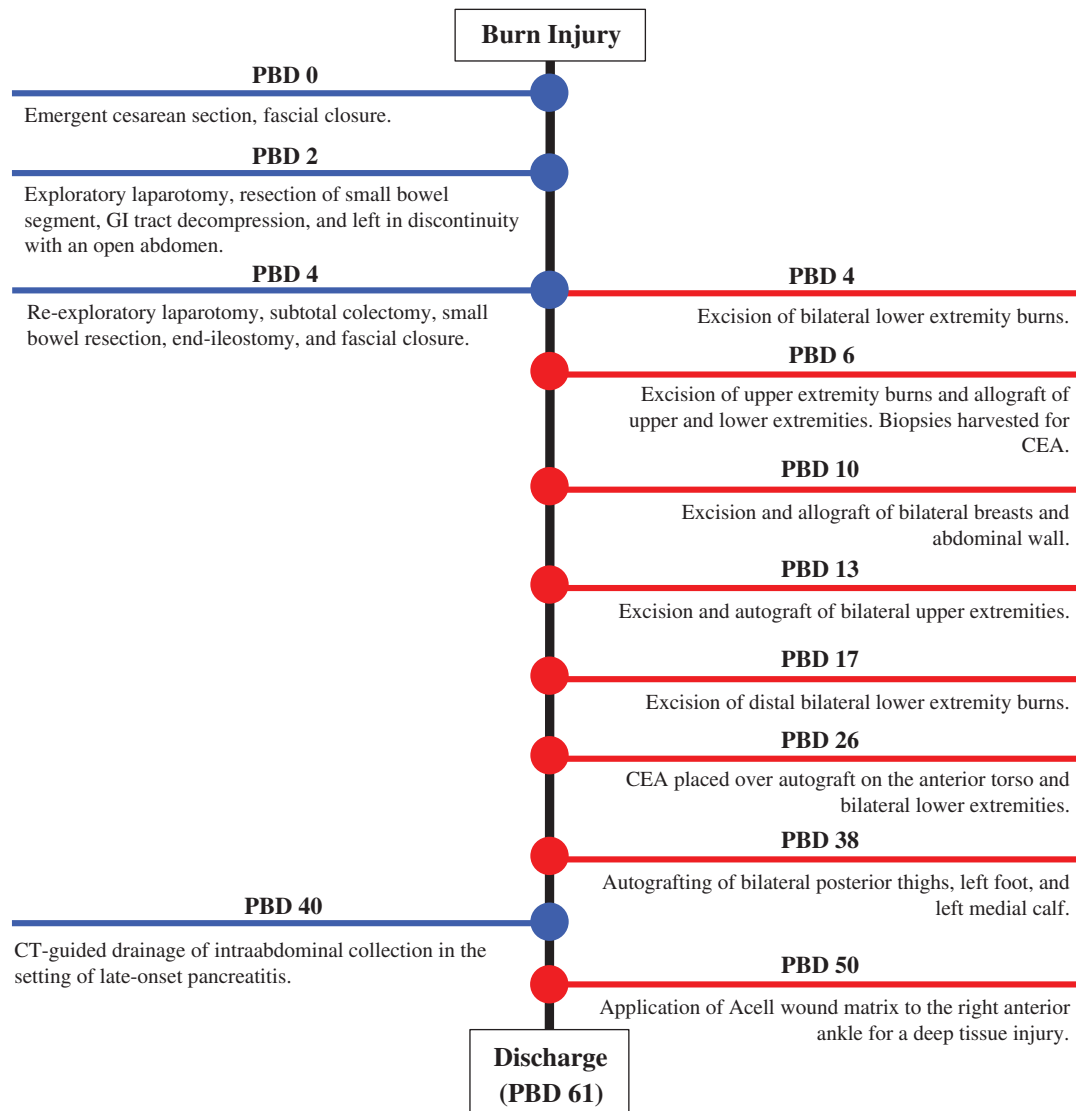 Burn Injury
PBD 0
Emergent cesarean section, fascial closure.
PBD 2
Exploratory laparotomy, resection of small bowel
segment, GI tract decompression, and left in discontinuity
with an open abdomen.
PBD 4
Re-exploratory laparotomy, subtotal colectomy, small
bowel resection, end-ileostomy, and fascial closure.
PBD 4
Excision of bilateral lower extremity burns.
PBD 6
Excision of upper extremity burns and allograft of
upper and lower extremities. Biopsies harvested for
CEA.
PBD 10
Excision and allograft of bilateral breasts and
abdominal wall.
PBD 13
Excision and autograft of bilateral upper extremities.
PBD 17
Excision of distal bilateral lower extremity burns.
PBD 26
CEA placed over autograft on the anterior torso and
bilateral lower extremities.
PBD 38
Autografting of bilateral posterior thighs, left foot, and
left medial calf.
PBD 40
CT-guided drainage of intraabdominal collection in the
setting of late-onset pancreatitis.
PBD 50
Application of Acell wound matrix to the right anterior
ankle for a deep tissue injury.
Discharge
(PBD 61)